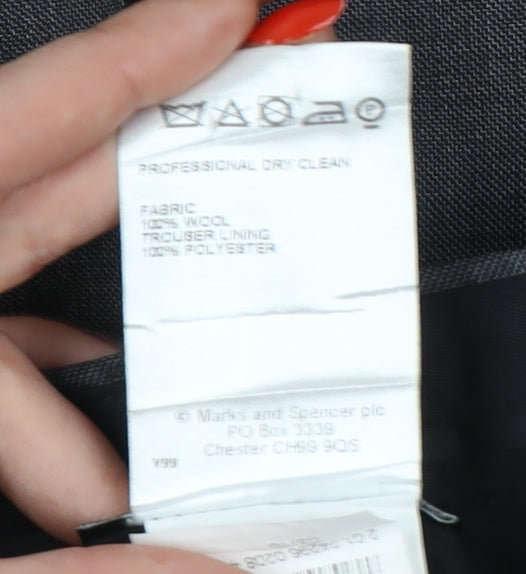 P
PROFESSIONAL DRY CLEAN
FABRIC
100% WOOL
TROUSER LINING
100% POLYESTER
© Marks and Spencer plc
PO Box 3339
Chester CH99 9QS
Y99